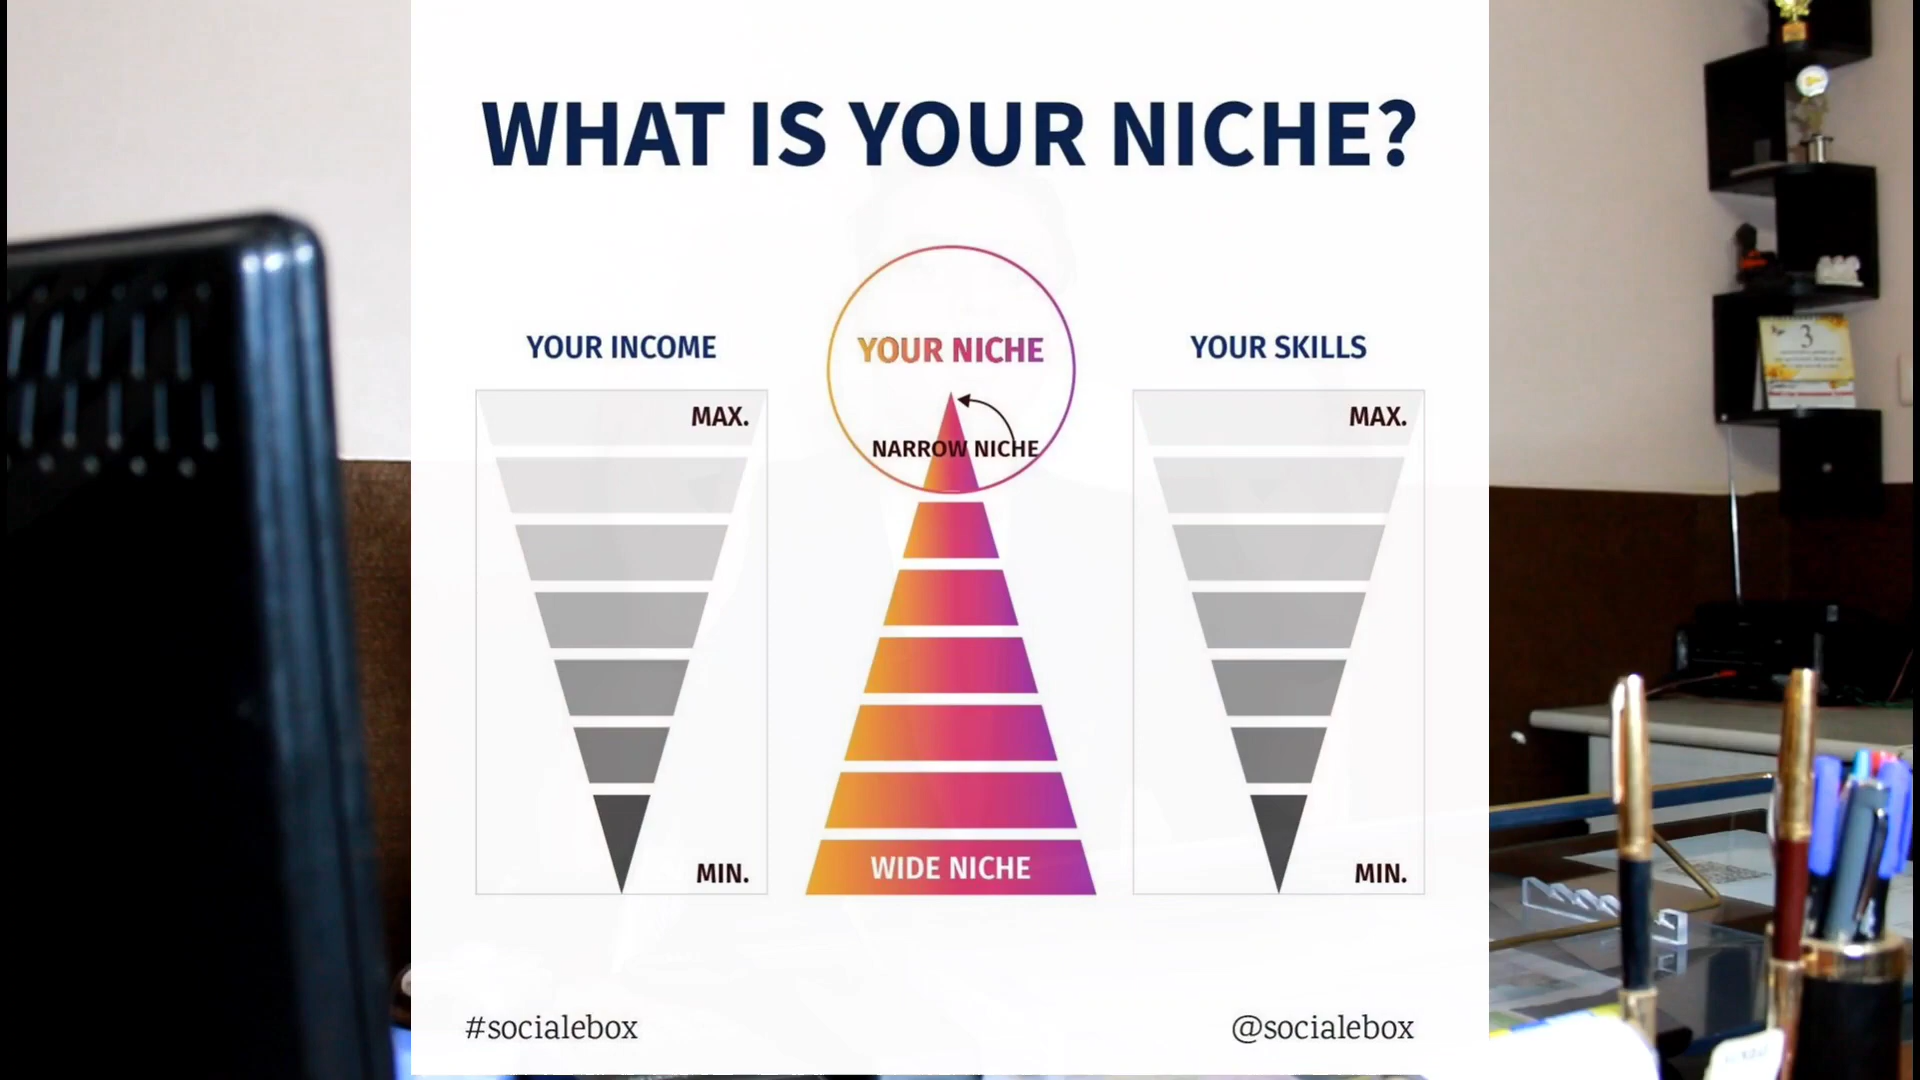 WHAT IS YOUR NICHE?
YOUR INCOME
YOUR NICHE
YOUR SKILLS
MAX.
NARROW NICHE
MAX.
MIN.
WIDE NICHE
MIN.
#socialebox
@socialebox
3